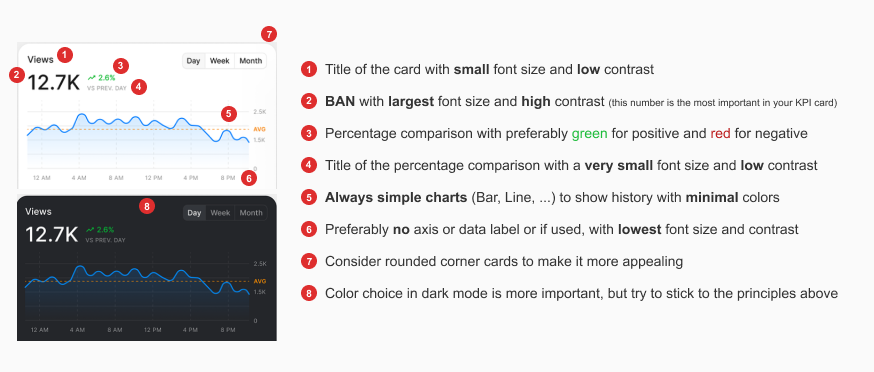 7
Views 1
Day Week Month
2 12.7K 2.6% 3
VS PREV. DAY 4
5
2.5K
AVG
1.5K
0
12 AM 4 AM 8 AM 12 PM 4 PM 8 PM
6
8
Views
Day Week Month
12.7K 2.6%
VS PREV. DAY
2.5K
AVG
1.5K
0
12 AM 4 AM 8 AM 12 PM 4 PM 8 PM
1 Title of the card with small font size and low contrast
2 BAN with largest font size and high contrast (this number is the most important in your KPI card)
3 Percentage comparison with preferably green for positive and red for negative
4 Title of the percentage comparison with a very small font size and low contrast
5 Always simple charts (Bar, Line, ...) to show history with minimal colors
6 Preferably no axis or data label or if used, with lowest font size and contrast
7 Consider rounded corner cards to make it more appealing
8 Color choice in dark mode is more important, but try to stick to the principles above